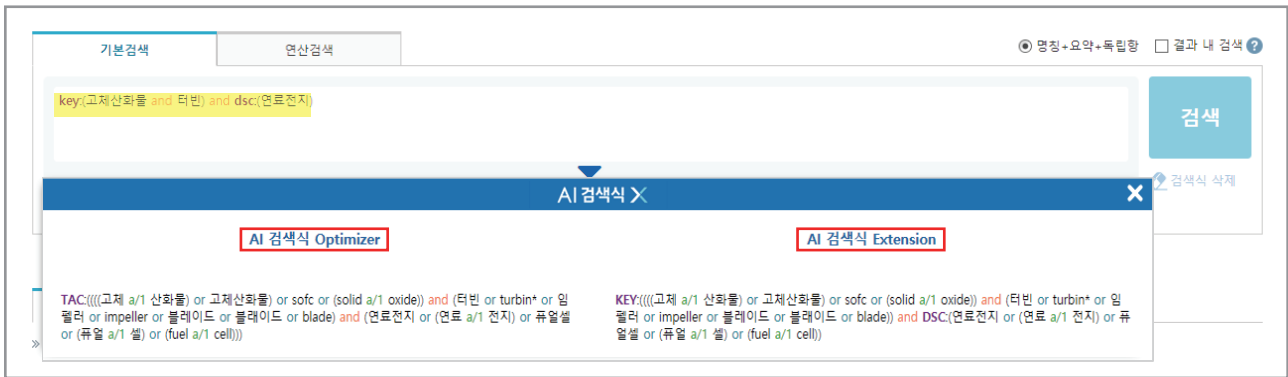 기본검색 연산검색 명칭+요약+독립항 결과 내 검색 ?
key:(고체산화물 and 터빈) and dsc:(연료전지)
검색
검색식 삭제
AI 검색식 X
AI 검색식 Optimizer
TAC:((((고체 a/1 산화물) or 고체산화물) or sofc or (solid a/1 oxide)) and (터빈 or turbin* or 임
펠러 or impeller or 블레이드 or 블래이드 or blade) and (연료전지 or (연료 a/1 전지) or 퓨얼셀
or (퓨얼 a/1 셀) or (fuel a/1 cell)))
AI 검색식 Extension
KEY:((((고체 a/1 산화물) or 고체산화물) or sofc or (solid a/1 oxide)) and (터빈 or turbin* or 임
펠러 or impeller or 블레이드 or 블래이드 or blade)) and DSC:(연료전지 or (연료 a/1 전지) or 퓨
얼셀 or (퓨얼 a/1 셀) or (fuel a/1 cell))